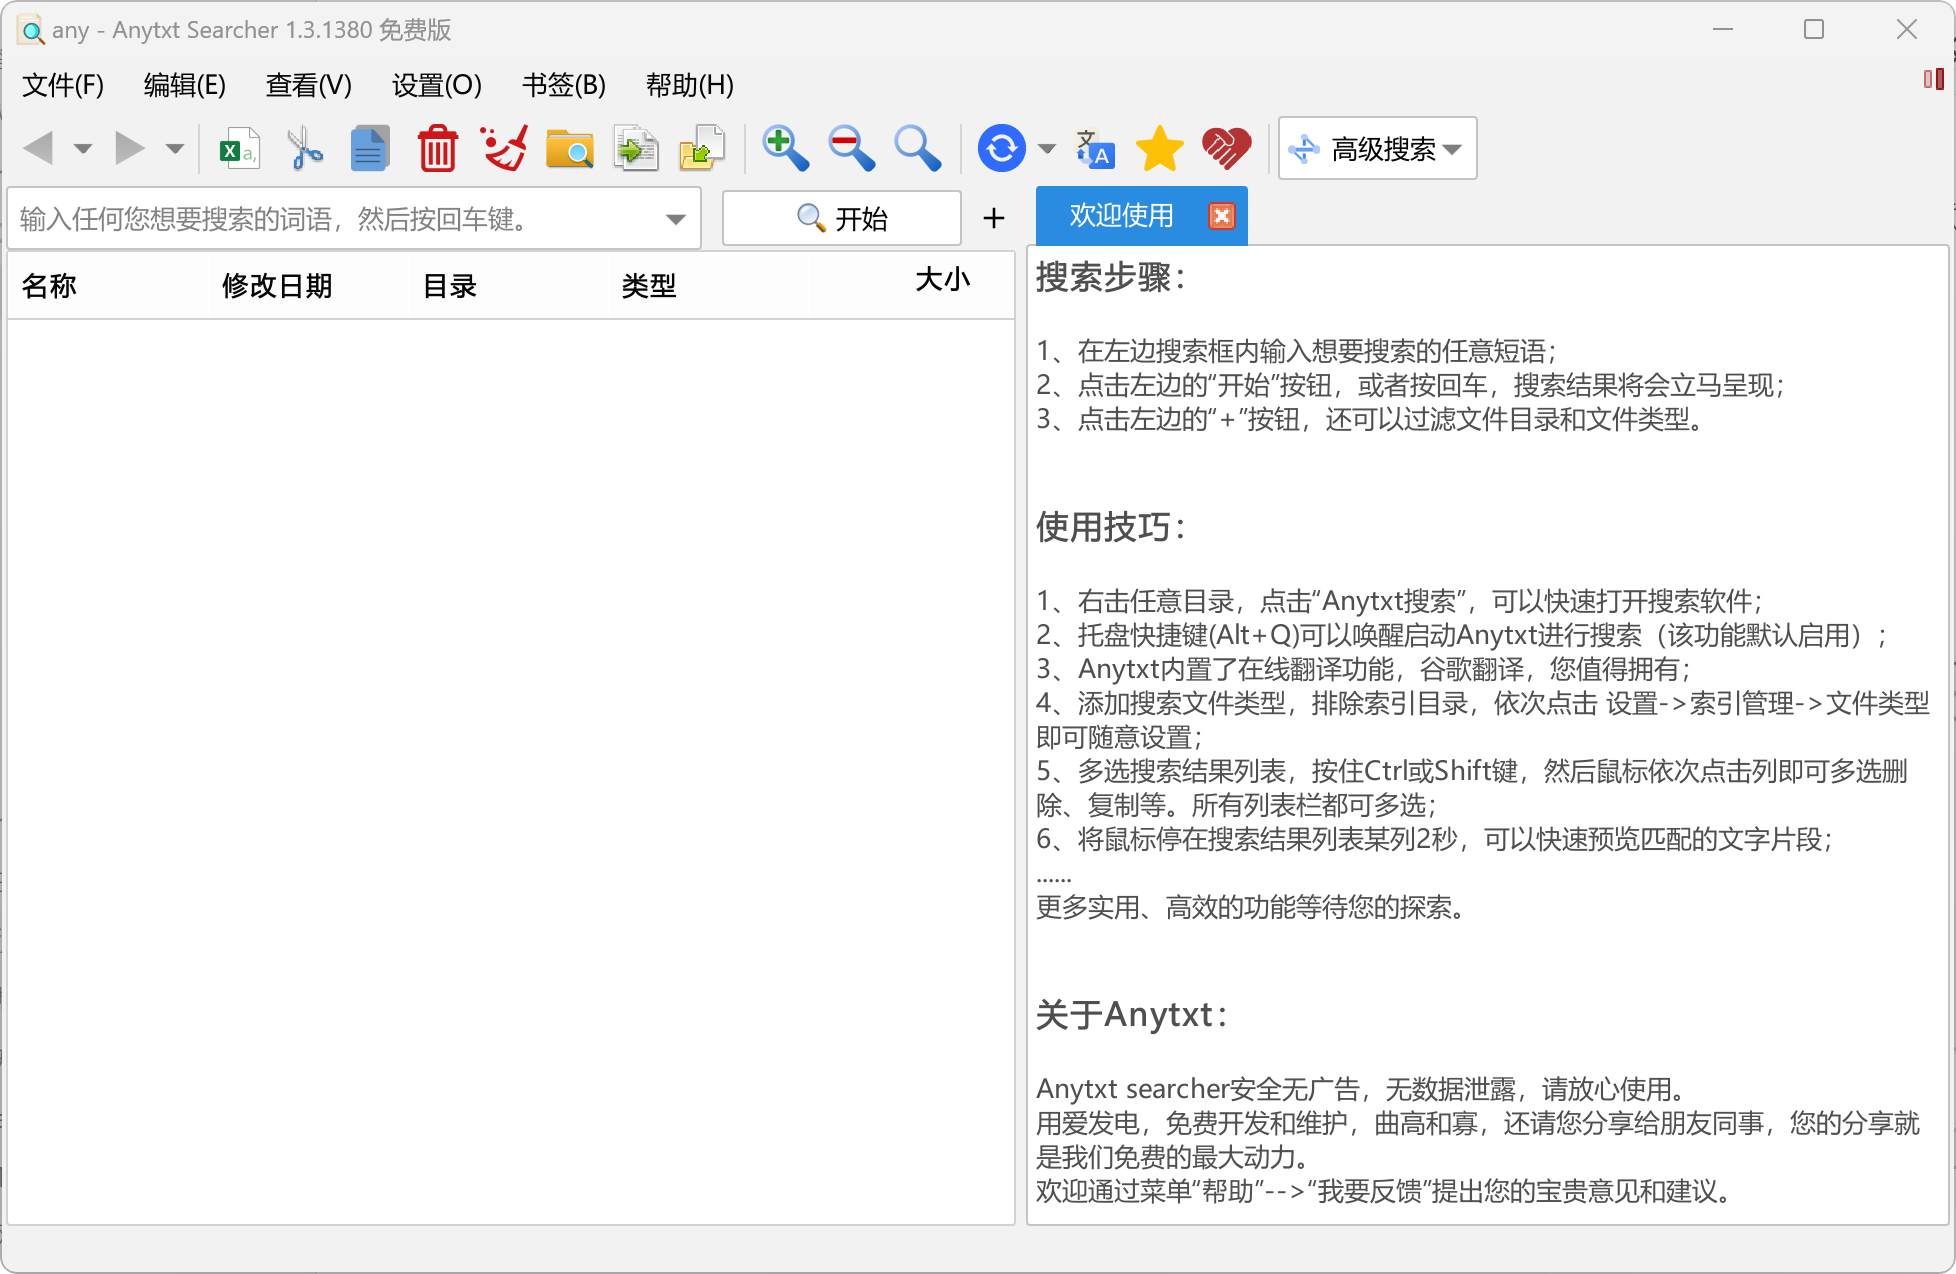 any - Anytxt Searcher 1.3.1380 免费版
文件(F) 编辑(E) 查看(V) 设置(O) 书签(B) 帮助(H)
X a, 文 A 高级搜索
输入任何您想要搜索的词语，然后按回车键。 开始 + 欢迎使用
名称 修改日期 目录 类型 大小
搜索步骤：
1、在左边搜索框内输入想要搜索的任意短语；
2、点击左边的“开始”按钮，或者按回车，搜索结果将会立马呈现；
3、点击左边的“+”按钮，还可以过滤文件目录和文件类型。
使用技巧：
1、右击任意目录，点击“Anytxt搜索”，可以快速打开搜索软件；
2、托盘快捷键(Alt+Q)可以唤醒启动Anytxt进行搜索（该功能默认启用）；
3、Anytxt内置了在线翻译功能，谷歌翻译，您值得拥有；
4、添加搜索文件类型，排除索引目录，依次点击 设置->索引管理->文件类型
即可随意设置；
5、多选搜索结果列表，按住Ctrl或Shift键，然后鼠标依次点击列即可多选删
除、复制等。所有列表栏都可多选；
6、将鼠标停在搜索结果列表某列2秒，可以快速预览匹配的文字片段；
......
更多实用、高效的功能等待您的探索。
关于Anytxt：
Anytxt searcher安全无广告，无数据泄露，请放心使用。
用爱发电，免费开发和维护，曲高和寡，还请您分享给朋友同事，您的分享就
是我们免费的最大动力。
欢迎通过菜单“帮助”-->“我要反馈”提出您的宝贵意见和建议。